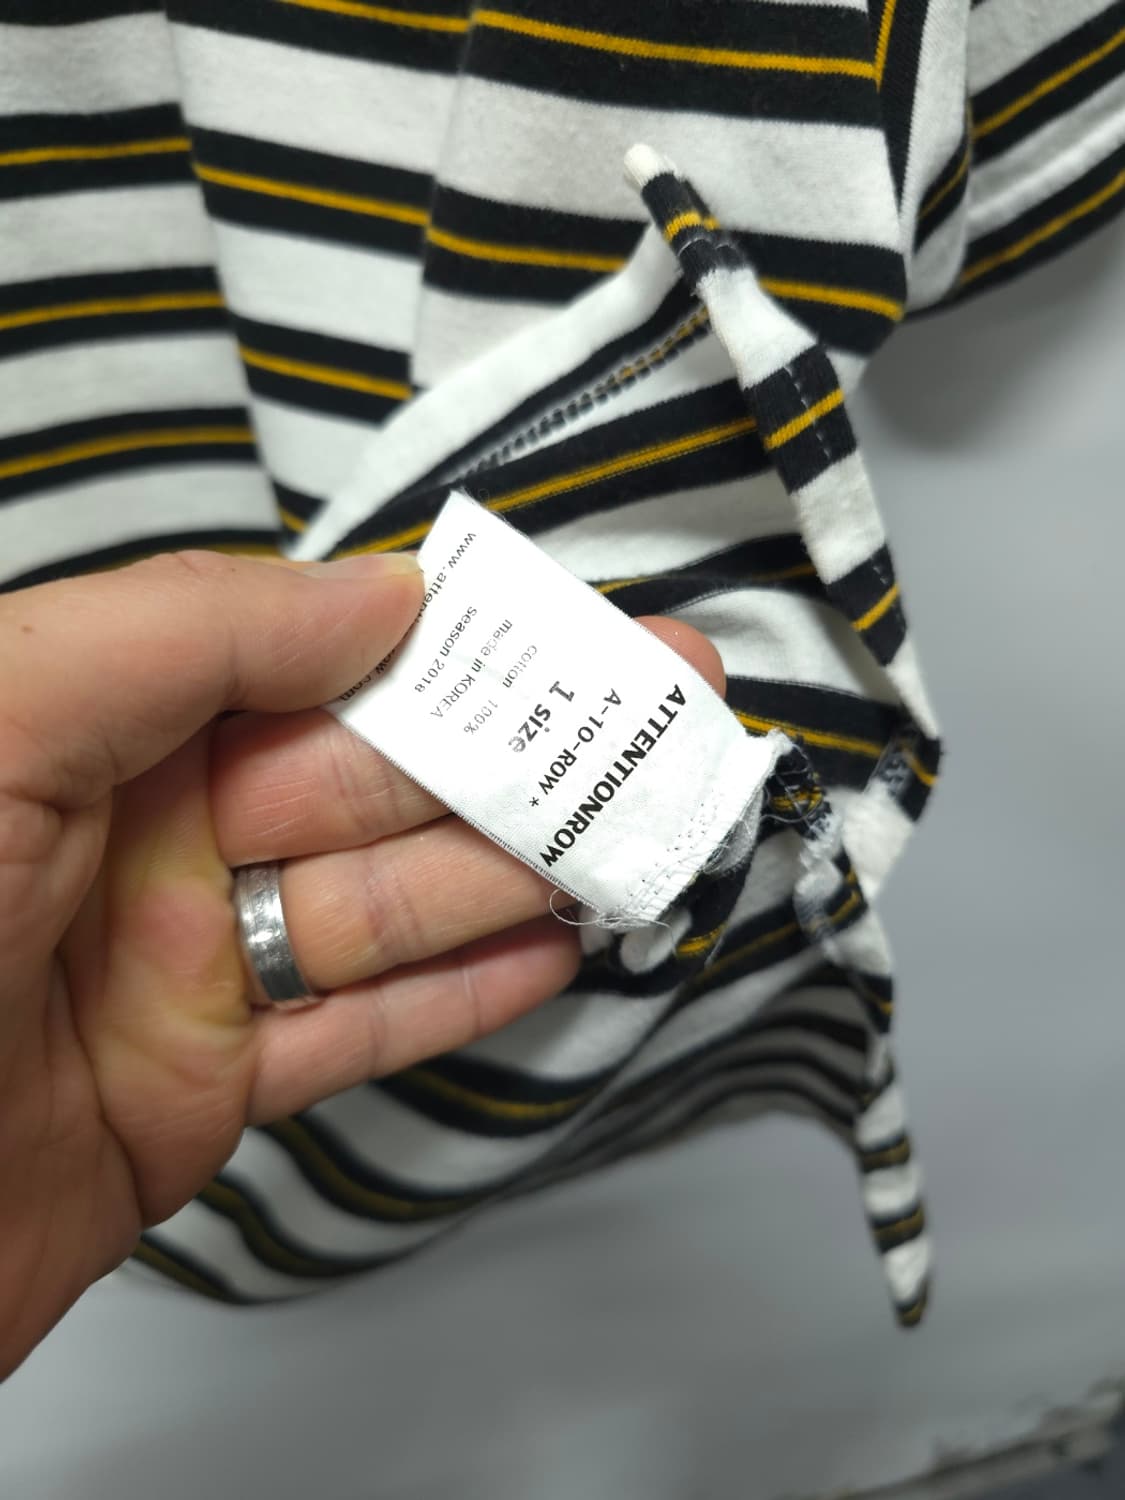 ATTENTIONROW
A-10-ROW *
1 size
cotton 100%
made in KOREA
season 2018